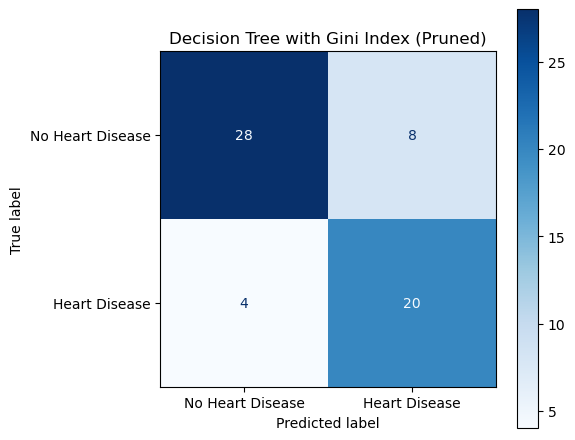 Decision Tree with Gini Index (Pruned)
True label
No Heart Disease
28
8
Heart Disease
4
20
No Heart Disease
Heart Disease
Predicted label
25
20
15
10
5